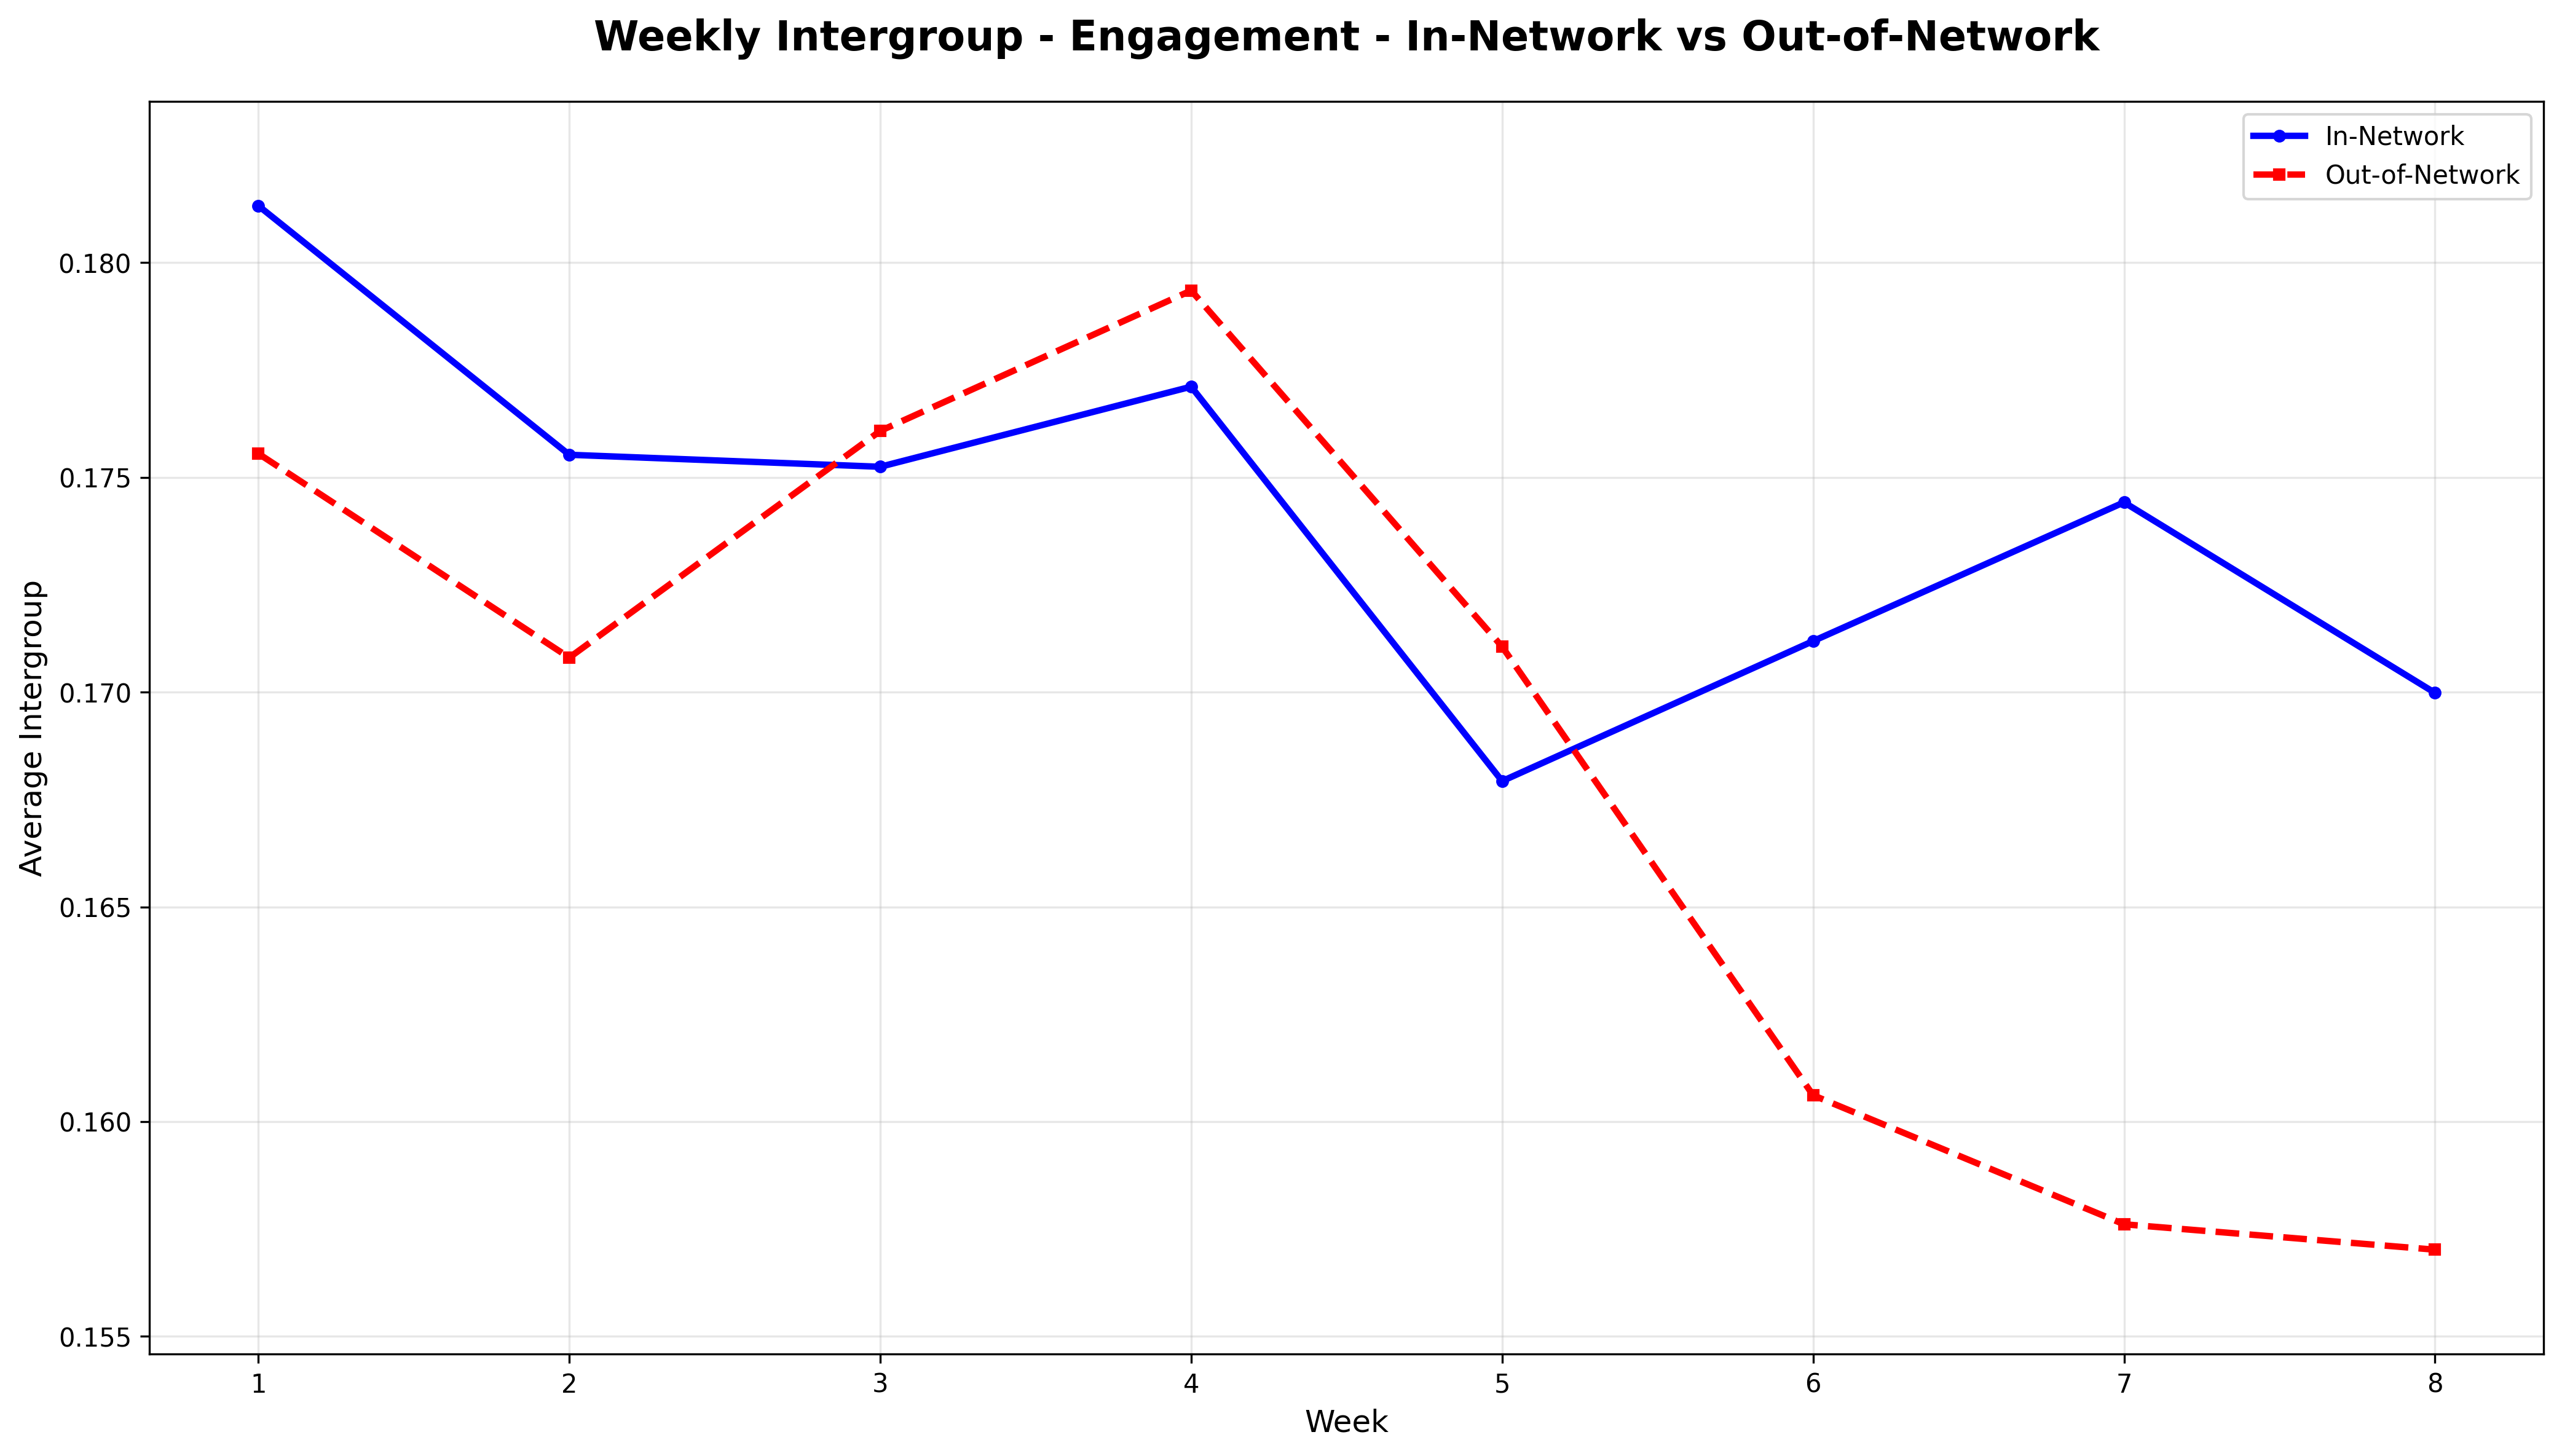 Weekly Intergroup - Engagement - In-Network vs Out-of-Network
In-Network
Out-of-Network
Average Intergroup
0.180
0.175
0.170
0.165
0.160
0.155
1 2 3 4 5 6 7 8
Week